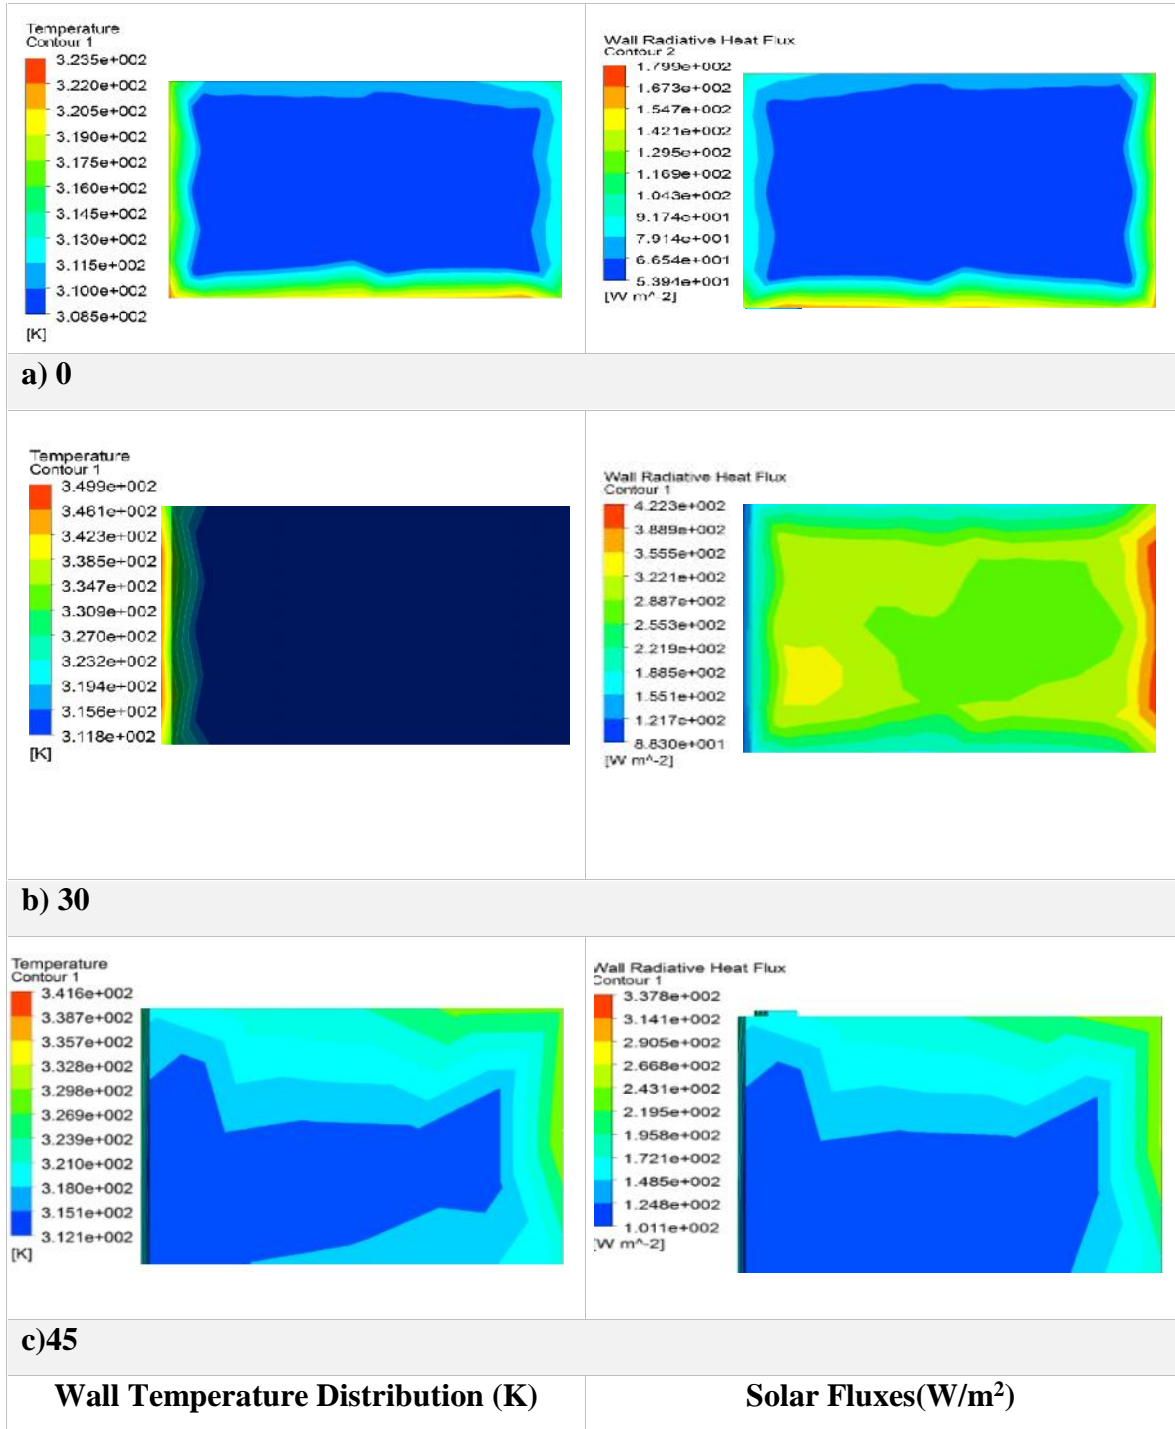 Temperature
Contour 1
3.235e+002
3.220e+002
3.205e+002
3.190e+002
3.175e+002
3.160e+002
3.145e+002
3.130e+002
3.115e+002
3.100e+002
3.085e+002
[K]
Wall Radiative Heat Flux
Contour 2
1.799e+002
1.673e+002
1.547e+002
1.421e+002
1.295e+002
1.169e+002
1.043e+002
9.174e+001
7.914e+001
6.654e+001
5.394e+001
[W m^-2]
a) 0
Temperature
Contour 1
3.499e+002
3.461e+002
3.423e+002
3.385e+002
3.347e+002
3.309e+002
3.270e+002
3.232e+002
3.194e+002
3.156e+002
3.118e+002
[K]
Wall Radiative Heat Flux
Contour 1
4.223e+002
3.889e+002
3.555e+002
3.221e+002
2.887e+002
2.553e+002
2.219e+002
1.885e+002
1.551e+002
1.217e+002
8.830e+001
[W m^-2]
b) 30
Temperature
Contour 1
3.416e+002
3.387e+002
3.357e+002
3.328e+002
3.298e+002
3.269e+002
3.239e+002
3.210e+002
3.180e+002
3.151e+002
3.121e+002
[K]
Wall Radiative Heat Flux
Contour 1
3.378e+002
3.141e+002
2.905e+002
2.668e+002
2.431e+002
2.195e+002
1.958e+002
1.721e+002
1.485e+002
1.248e+002
1.011e+002
[W m^-2]
c)45
Wall Temperature Distribution (K)
Solar Fluxes(W/m²)